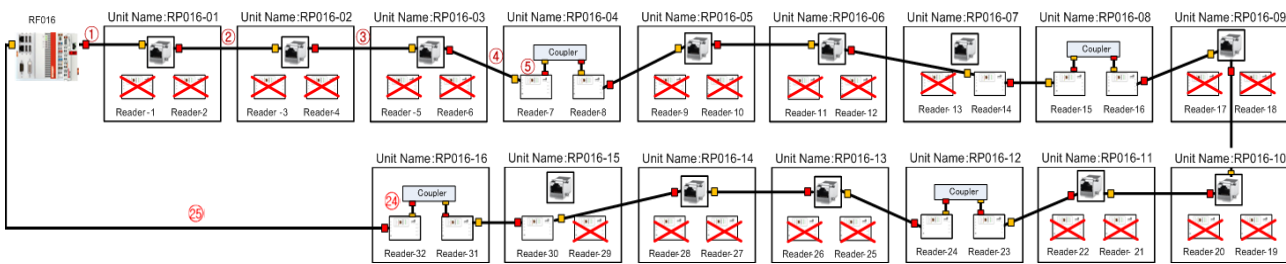 RF016
Unit Name:RP016-01
Unit Name:RP016-02
Unit Name:RP016-03
Unit Name:RP016-04
Unit Name:RP016-05
Unit Name:RP016-06
Unit Name:RP016-07
Unit Name:RP016-08
Unit Name:RP016-09
①
②
③
④
⑤
Coupler
Coupler
Reader -1
Reader-2
Reader -3
Reader-4
Reader -5
Reader-6
Reader-7
Reader-8
Reader-9
Reader-10
Reader-11
Reader-12
Reader- 13
Reader-14
Reader-15
Reader-16
Reader-17
Reader-18
Unit Name:RP016-16
Unit Name:RP016-15
Unit Name:RP016-14
Unit Name:RP016-13
Unit Name:RP016-12
Unit Name:RP016-11
Unit Name:RP016-10
Coupler
Coupler
㉔
㉕
Reader-32
Reader-31
Reader-30
Reader-29
Reader-28
Reader-27
Reader-26
Reader-25
Reader-24
Reader-23
Reader-22
Reader- 21
Reader-20
Reader-19